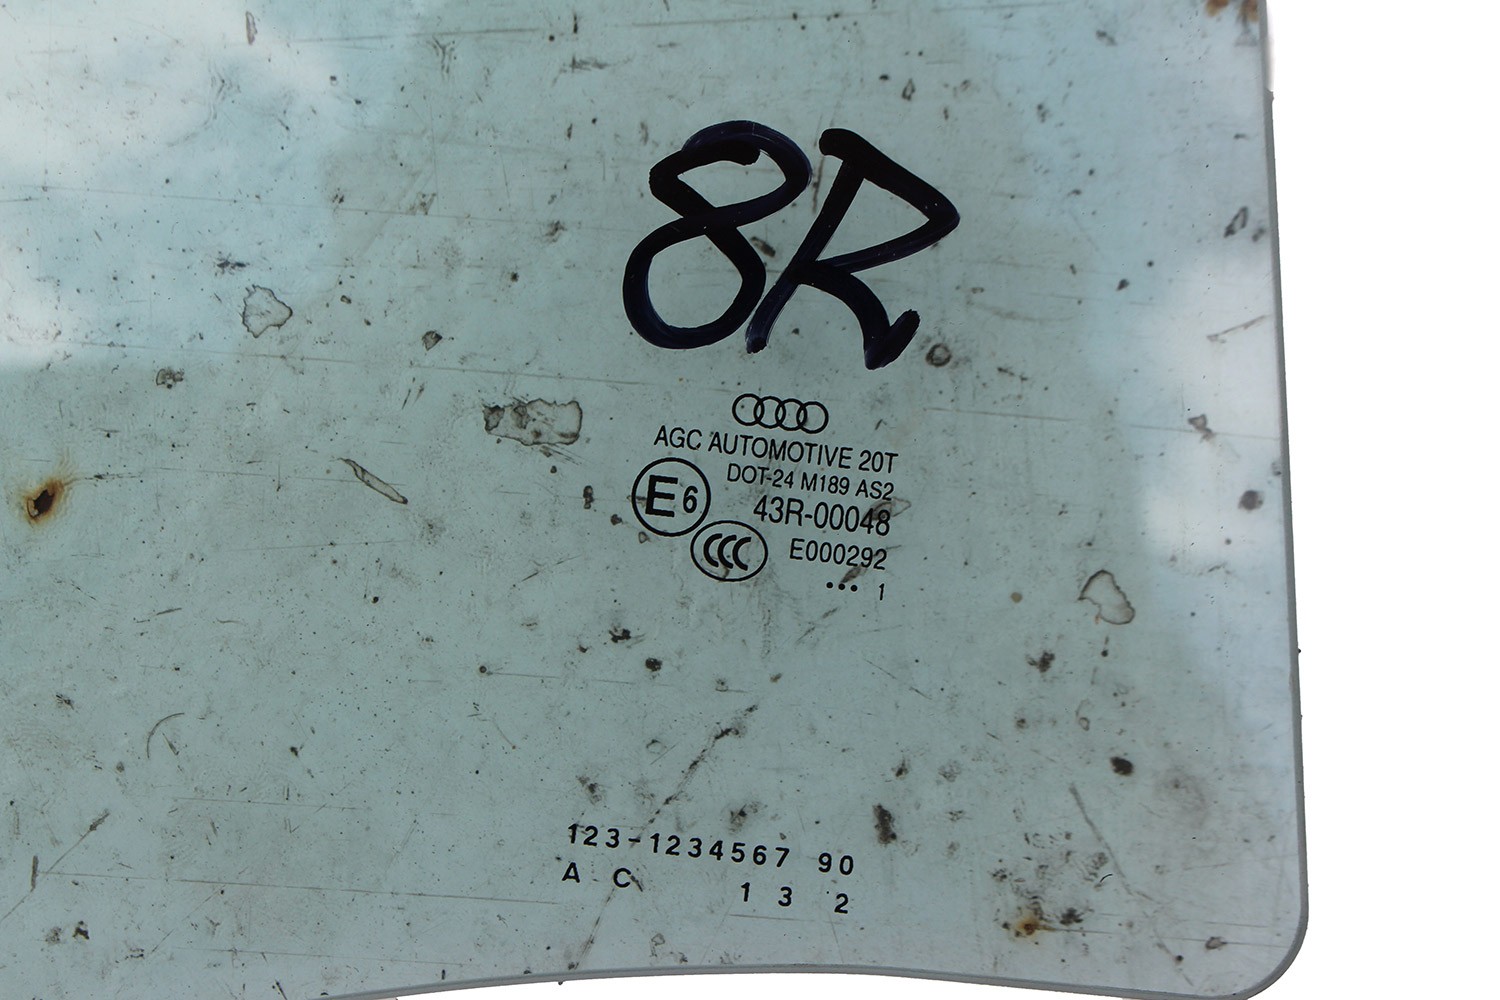 8R
AGC AUTOMOTIVE 20T
DOT-24 M189 AS2
E6 43R-00048
CCC E000292
... 1
123-1234567 90
A C 1 3 2